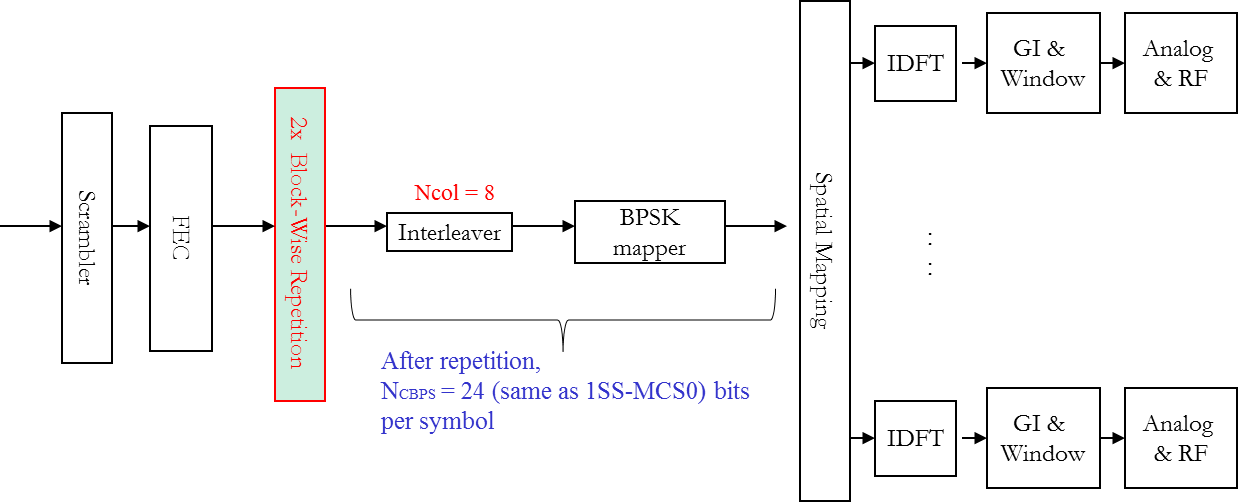 Scrambler
FEC
2x Block-Wise Repetition
Ncol = 8
Interleaver
BPSK
mapper
After repetition,
NCBPS = 24 (same as 1SS-MCS0) bits
per symbol
Spatial Mapping
IDFT
GI &
Window
Analog
& RF
. .
. .
IDFT
GI &
Window
Analog
& RF